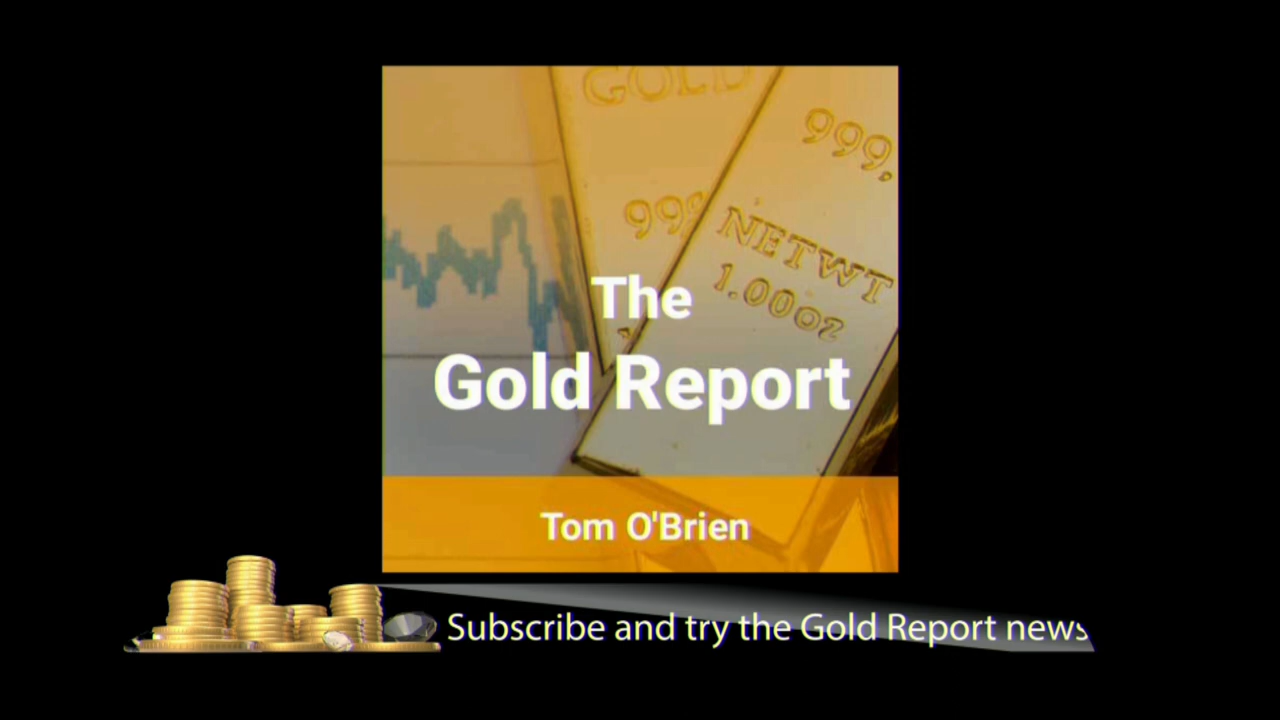 GOLD
999.
999
NETWT
1.00oz
The
Gold Report
Tom O'Brien
Subscribe and try the Gold Report news